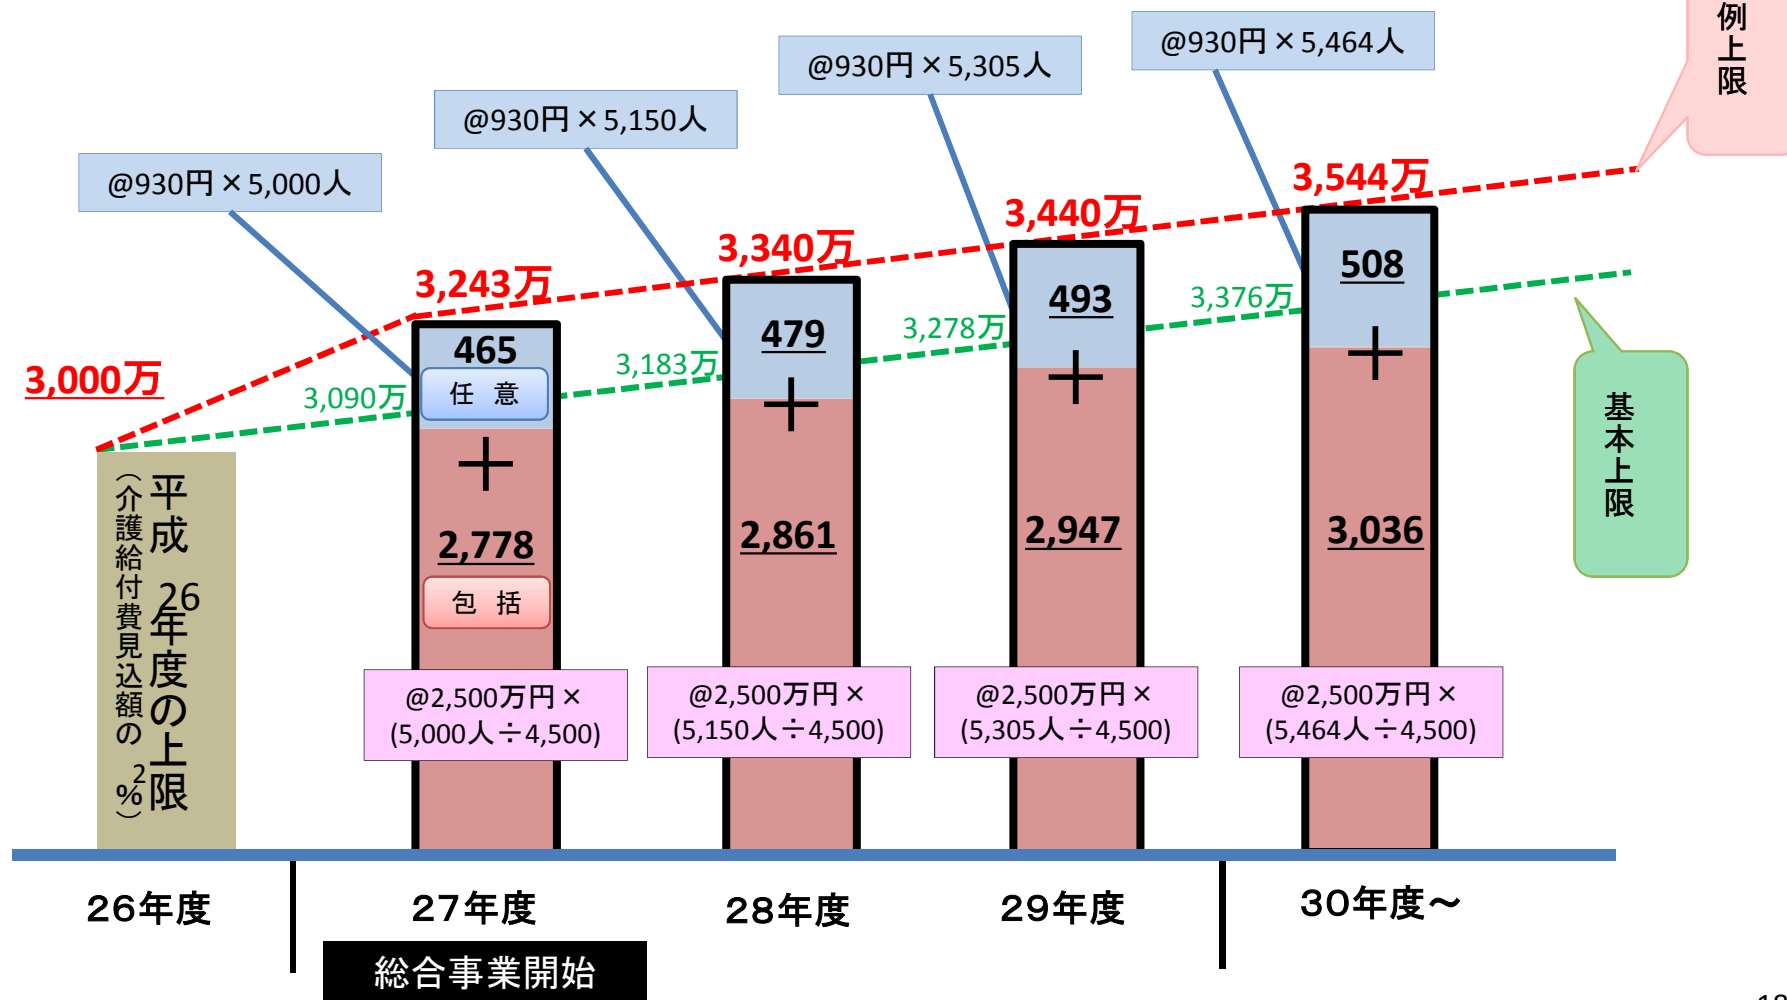 例上限
@930円×5,464人
@930円×5,305人
@930円×5,150人
@930円×5,000人
3,544万
3,440万
3,340万
3,243万
3,000万
3,376万
3,278万
3,183万
3,090万
508
493
479
465
任 意
基本上限
平成 26年度の上限
（介護給付費見込額の 2%）
2,778
2,861
2,947
3,036
包 括
@2,500万円×
(5,000人÷4,500)
@2,500万円×
(5,150人÷4,500)
@2,500万円×
(5,305人÷4,500)
@2,500万円×
(5,464人÷4,500)
26年度
27年度
28年度
29年度
30年度～
総合事業開始